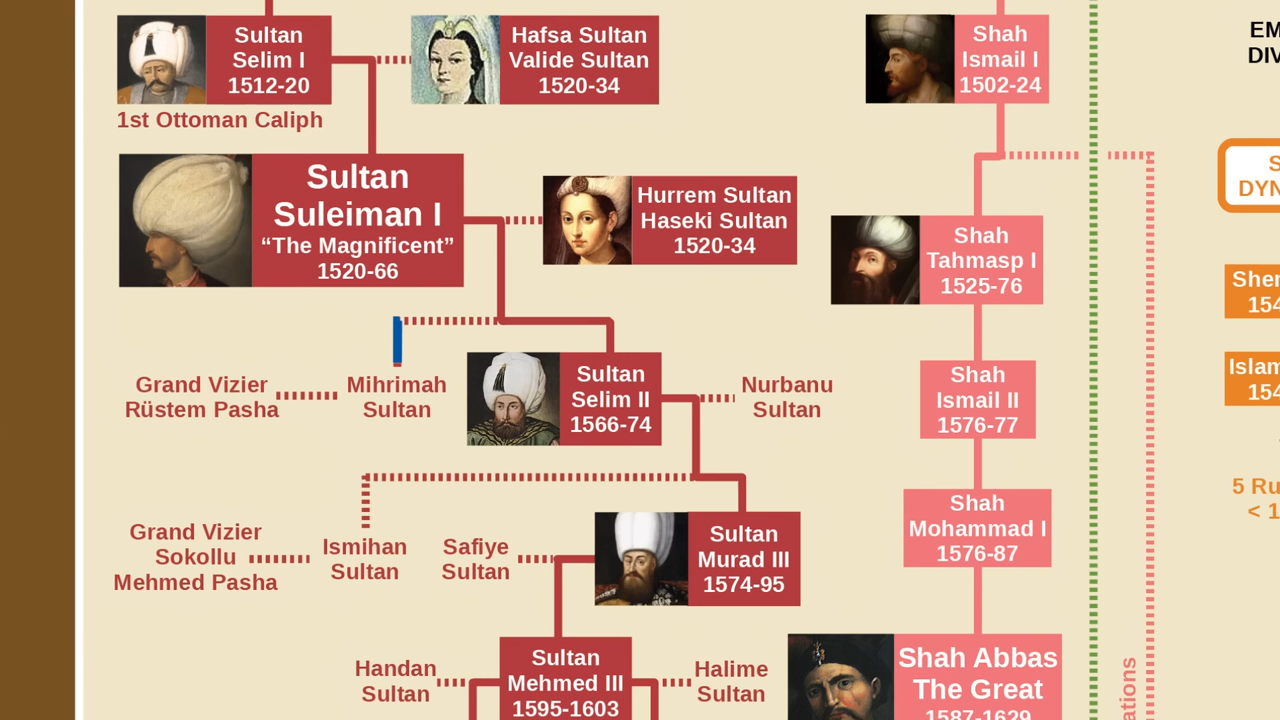 Sultan
Selim I
1512-20
Hafsa Sultan
Valide Sultan
1520-34
Shah
Ismail I
1502-24
1st Ottoman Caliph
Sultan
Suleiman I
“The Magnificent”
1520-66
Hurrem Sultan
Haseki Sultan
1520-34
Shah
Tahmasp I
1525-76
Grand Vizier
Rüstem Pasha
Mihrimah
Sultan
Sultan
Selim II
1566-74
Nurbanu
Sultan
Shah
Ismail II
1576-77
5 Ru
< 1
Grand Vizier
Sokollu
Mehmed Pasha
Ismihan
Sultan
Safiye
Sultan
Sultan
Murad III
1574-95
Shah
Mohammad I
1576-87
Handan
Sultan
Sultan
Mehmed III
1595-1603
Halime
Sultan
Shah Abbas
The Great
1587-1629